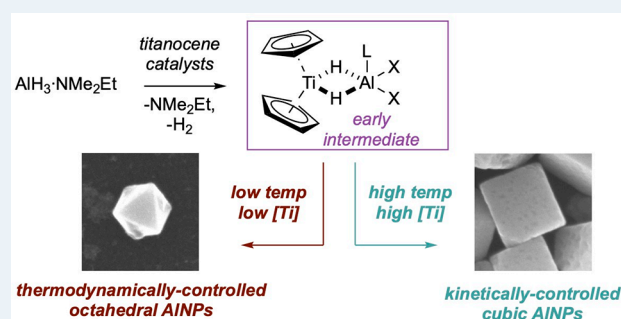 titanocene
catalysts
AlH₃·NMe₂Et
-NMe₂Et,
-H₂
L
H
X
Ti
Al
H
X
early
intermediate
low temp
low [Ti]
high temp
high [Ti]
thermodynamically-controlled
octahedral AlNPs
kinetically-controlled
cubic AlNPs